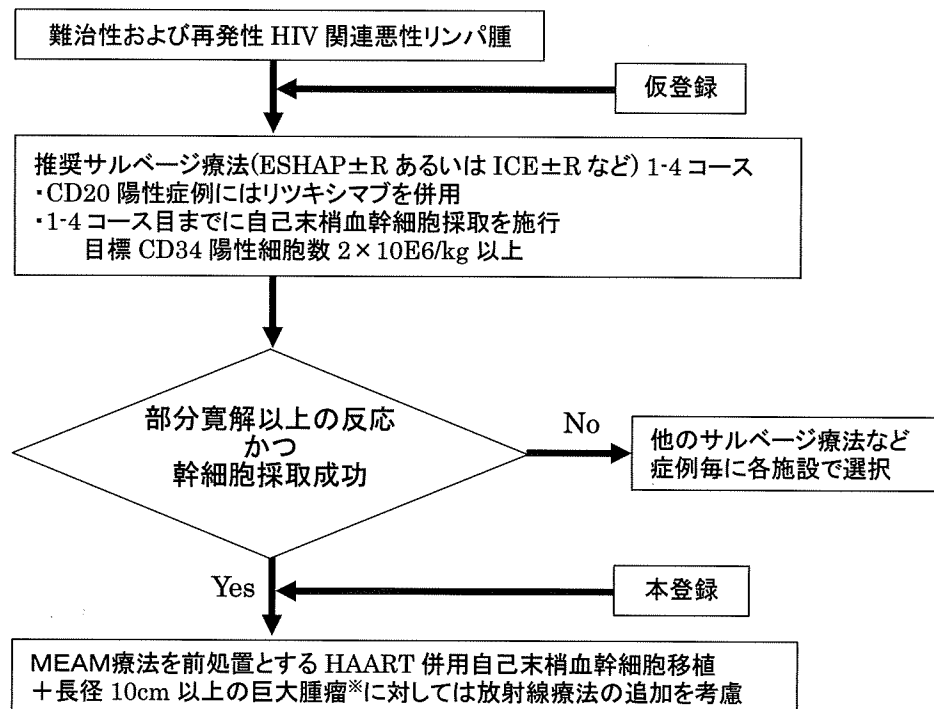 難治性および再発性 HIV 関連悪性リンパ腫
仮登録
推奨サルベージ療法(ESHAP±R あるいは ICE±R など) 1-4 コース
・CD20 陽性症例にはリツキシマブを併用
・1-4 コース目までに自己末梢血幹細胞採取を施行
目標 CD34 陽性細胞数 2×10E6/kg 以上
部分寛解以上の反応
かつ
幹細胞採取成功
No
他のサルベージ療法など
症例毎に各施設で選択
Yes
本登録
MEAM療法を前処置とする HAART 併用自己末梢血幹細胞移植
＋長径 10cm 以上の巨大腫瘤※に対しては放射線療法の追加を考慮